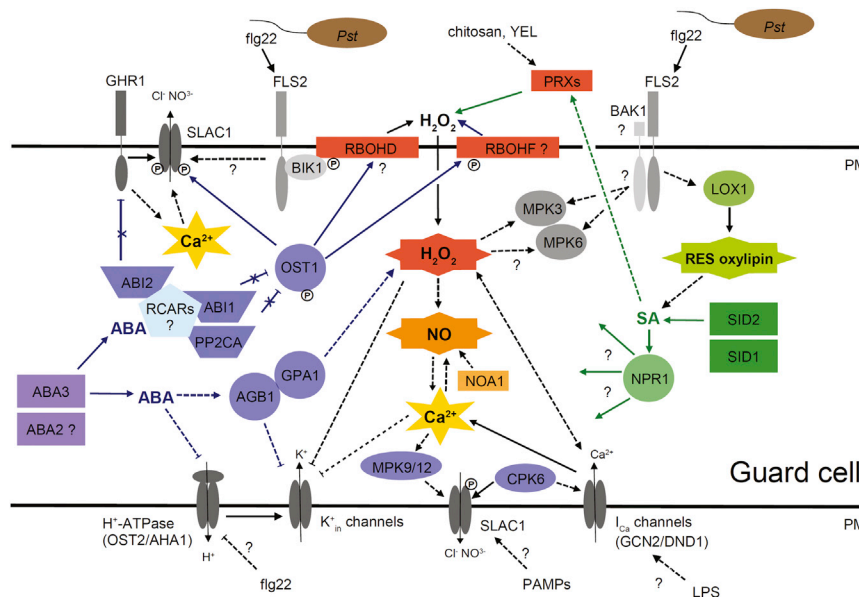 Pst
Pst
flg22
chitosan, YEL
flg22
GHR1
FLS2
PRXs
FLS2
Cl⁻ NO³⁻
SLAC1
H₂O₂
BAK1
?
RBOHD
RBOHF ?
P
P
P
P
BIK1
?
?
PM
?
LOX1
MPK3
MPK6
Ca²⁺
OST1
P
H₂O₂
?
RES oxylipin
ABI2
RCARs
?
ABI1
PP2CA
ABA
NO
SA
SID2
SID1
?
?
?
NPR1
GPA1
AGB1
NOA1
ABA3
ABA2 ?
ABA
Ca²⁺
K⁺
MPK9/12
CPK6
P
Ca²⁺
Guard cell
H⁺-ATPase
(OST2/AHA1)
H⁺
K⁺in channels
SLAC1
Cl⁻ NO³⁻
ICa channels
(GCN2/DND1)
PM
?
flg22
?
PAMPs
?
LPS